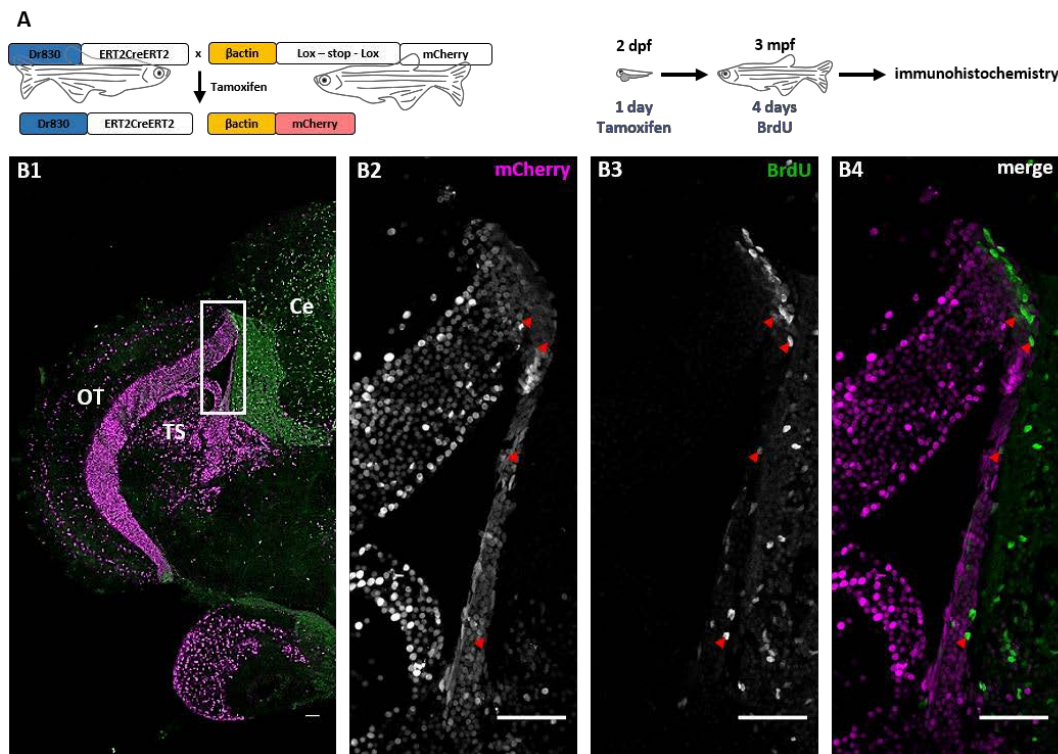 A
Dr830 ERT2CreERT2 x βactin Lox – stop - Lox mCherry
Tamoxifen
Dr830 ERT2CreERT2 βactin mCherry
2 dpf 3 mpf
immunohistochemistry
1 day 4 days
Tamoxifen BrdU
B1
Ce
OT
TS
B2 mCherry
B3 BrdU
B4 merge